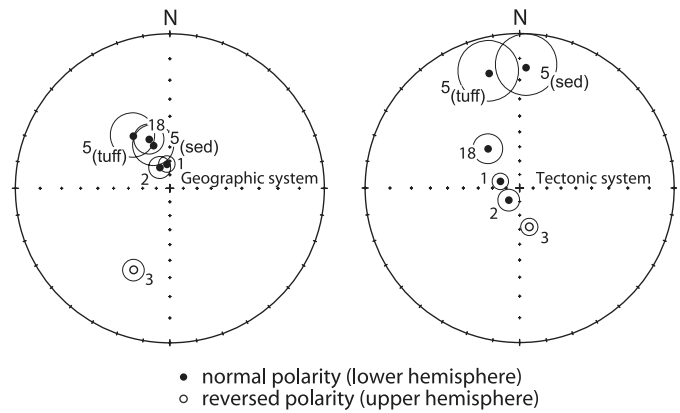 N
18
5(tuff)
5(sed)
2
1
Geographic system
3
N
5(tuff)
5(sed)
18
1
Tectonic system
2
3
normal polarity (lower hemisphere)
reversed polarity (upper hemisphere)